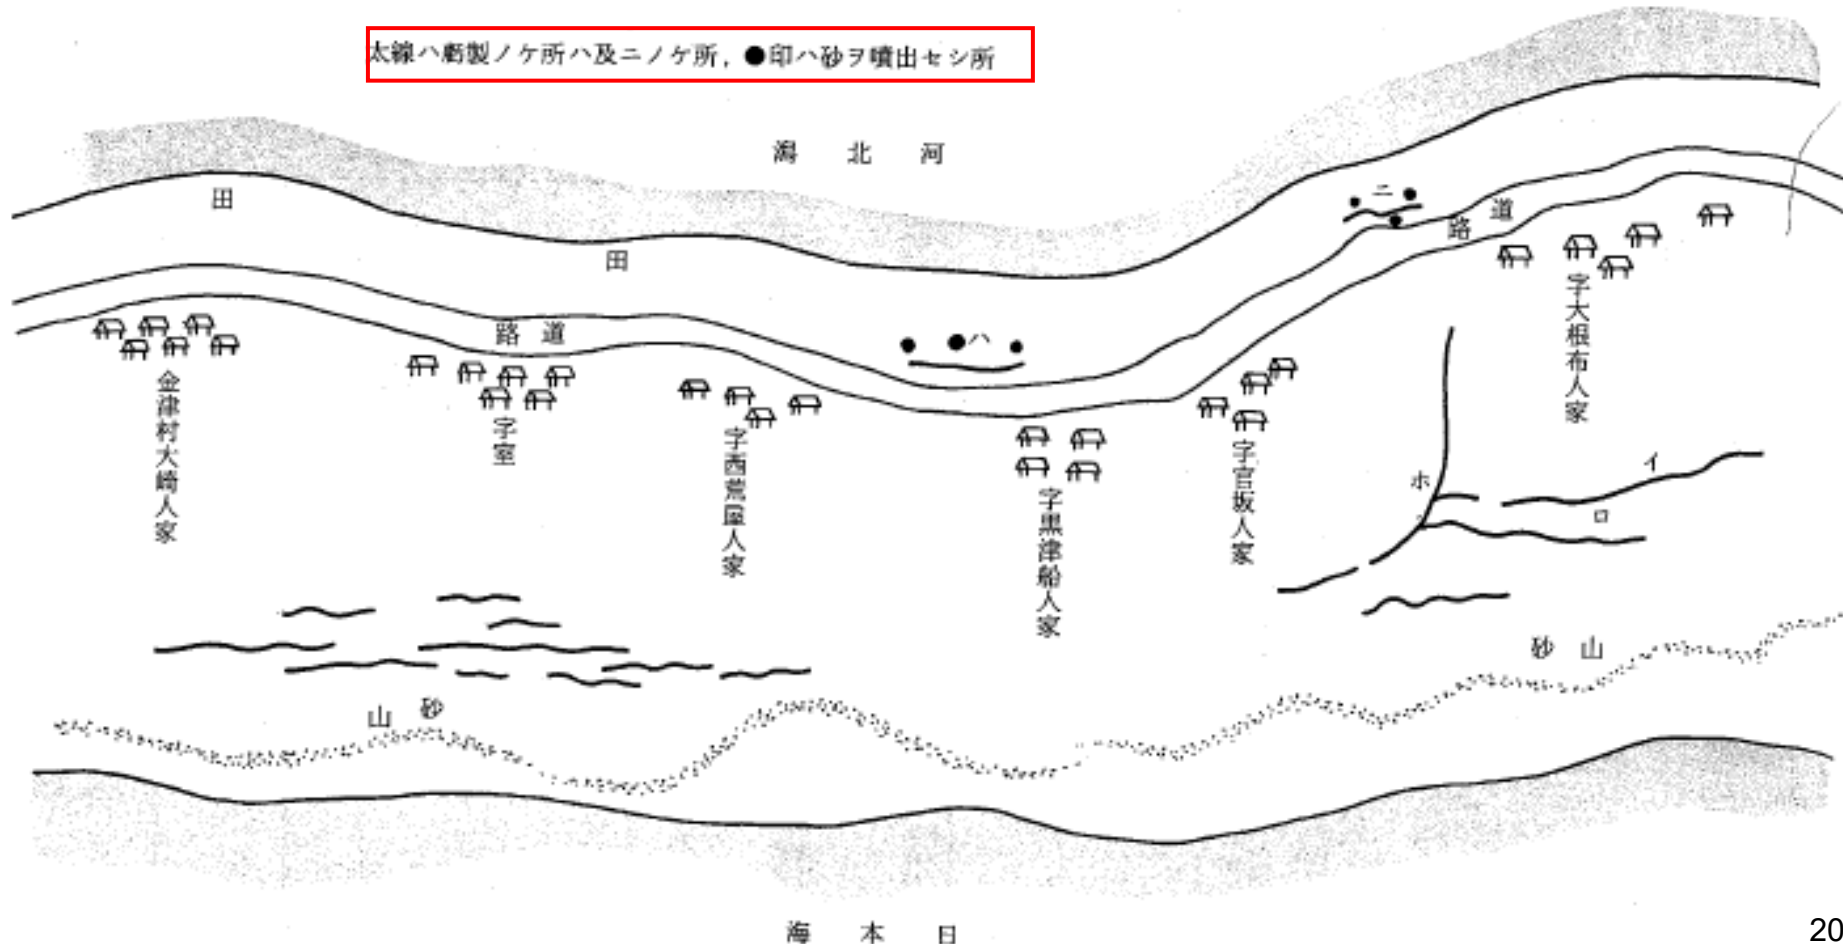 太線ハ虧製ノケ所ハ及ニノケ所，●印ハ砂ヲ噴出セシ所
河北潟
田
田
ニ
道路
道路
ハ
字大根布人家
字宮坂人家
字黒津船人家
字西荒屋人家
字室
金津村大崎人家
イ
ロ
ホ
砂山
砂山
日本海
20